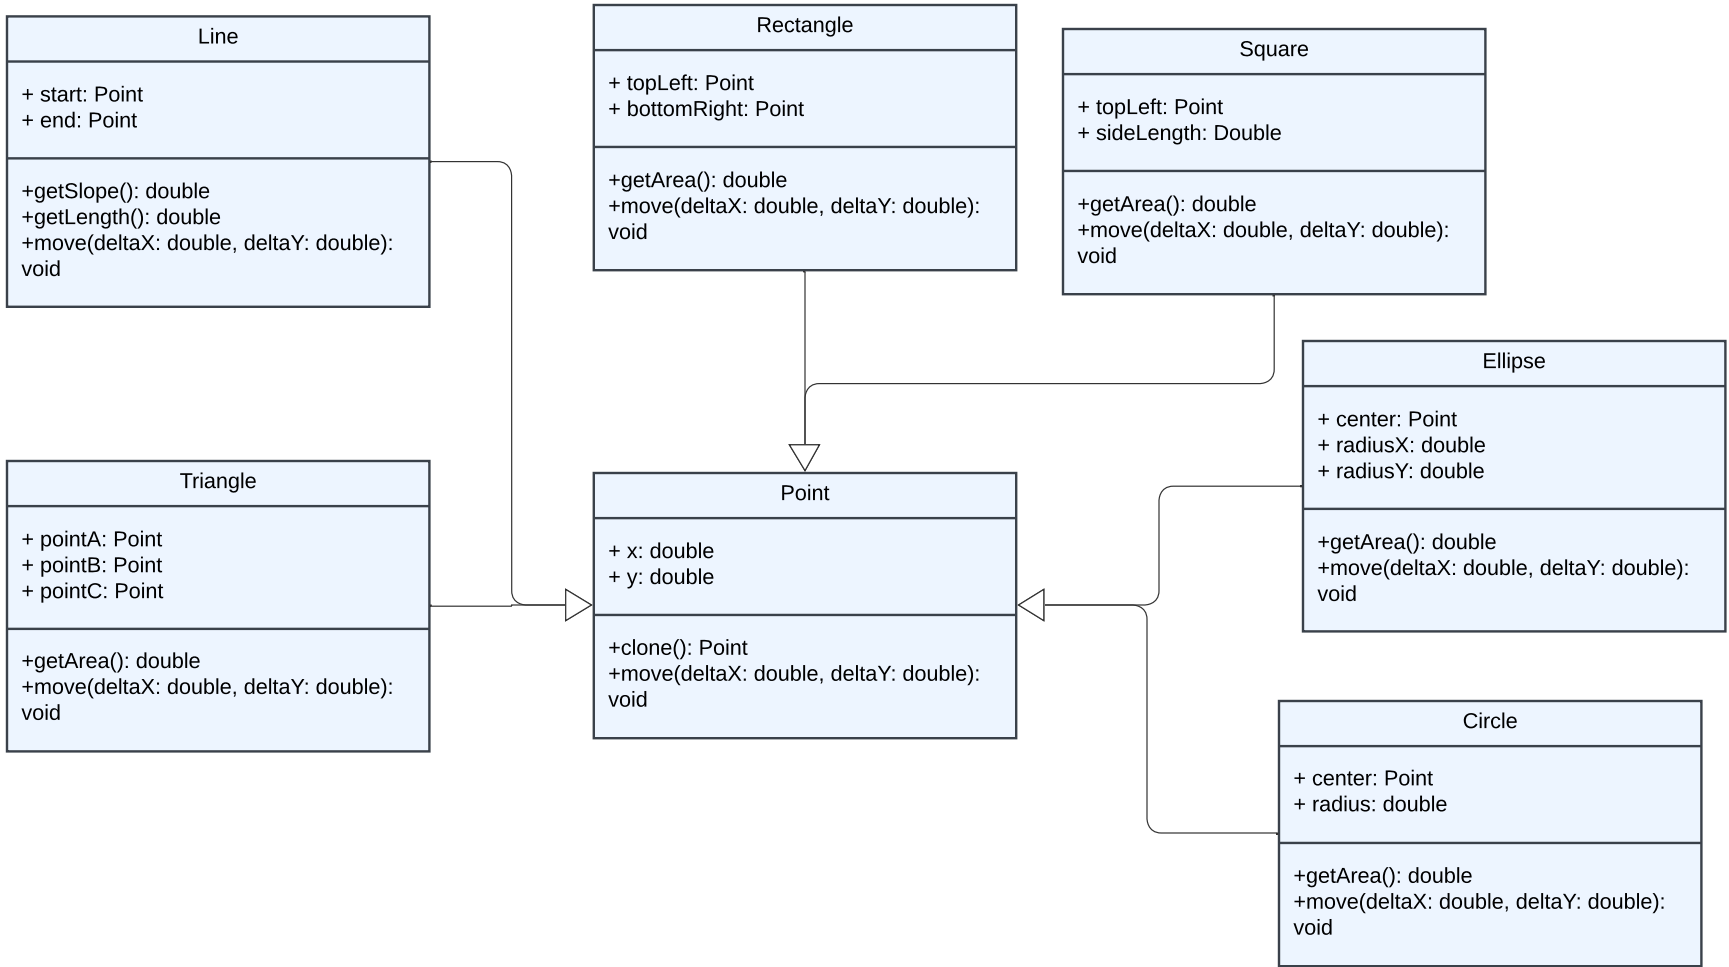 Line
+ start: Point
+ end: Point
+getSlope(): double
+getLength(): double
+move(deltaX: double, deltaY: double):
void
Rectangle
+ topLeft: Point
+ bottomRight: Point
+getArea(): double
+move(deltaX: double, deltaY: double):
void
Square
+ topLeft: Point
+ sideLength: Double
+getArea(): double
+move(deltaX: double, deltaY: double):
void
Ellipse
+ center: Point
+ radiusX: double
+ radiusY: double
+getArea(): double
+move(deltaX: double, deltaY: double):
void
Triangle
+ pointA: Point
+ pointB: Point
+ pointC: Point
+getArea(): double
+move(deltaX: double, deltaY: double):
void
Point
+ x: double
+ y: double
+clone(): Point
+move(deltaX: double, deltaY: double):
void
Circle
+ center: Point
+ radius: double
+getArea(): double
+move(deltaX: double, deltaY: double):
void